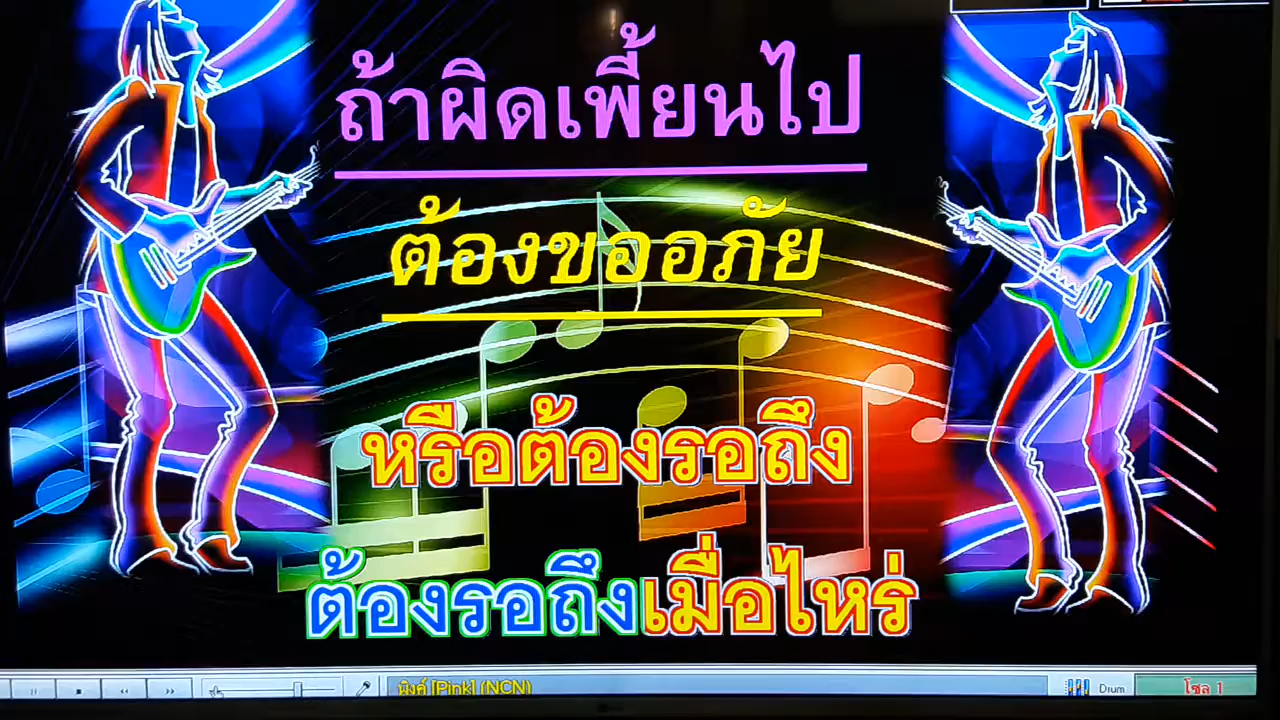 ถ้าผิดเพี้ยนไป
ต้องขออภัย
หรือต้องรอถึง
ต้องรอถึงเมื่อไหร่
พิงค์ [Pink] (NCN)
Drum
โซล 1